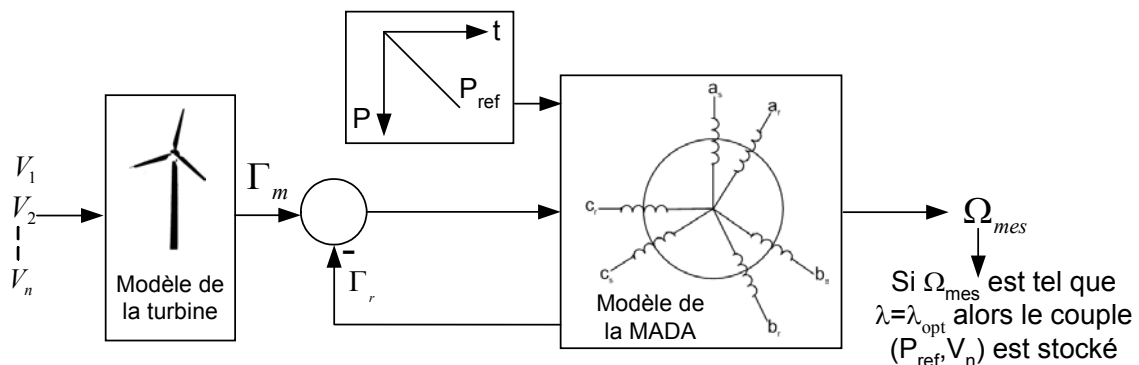 t
P_ref
P
V_1
V_2
V_n
Γ_m
-
Γ_r
Modèle de
la turbine
a_s
a_r
c_r
c_s
b_r
Modèle de
la MADA
Ω_mes
Si Ω_mes est tel que
λ=λ_opt alors le couple
(P_ref,V_n) est stocké